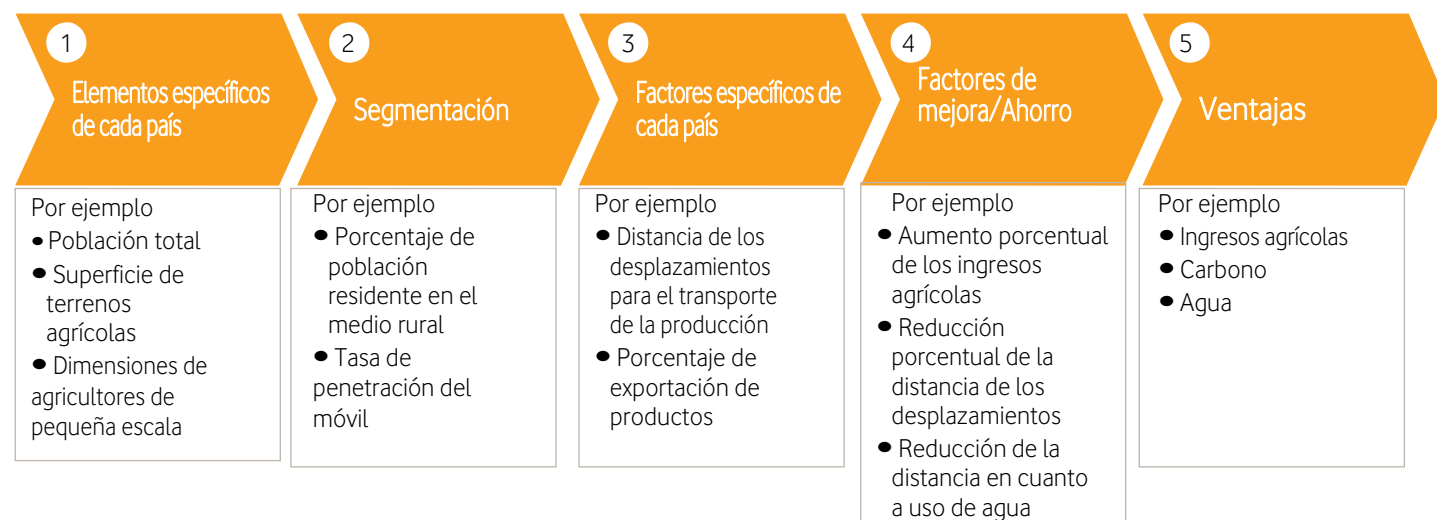 1
Elementos específicos
de cada país
Por ejemplo
• Población total
• Superficie de
terrenos
agrícolas
• Dimensiones de
agricultores de
pequeña escala
2
Segmentación
Por ejemplo
• Porcentaje de
población
residente en el
medio rural
• Tasa de
penetración del
móvil
3
Factores específicos de
cada país
Por ejemplo
• Distancia de los
desplazamientos
para el transporte
de la producción
• Porcentaje de
exportación de
productos
4
Factores de
mejora/Ahorro
Por ejemplo
• Aumento porcentual
de los ingresos
agrícolas
• Reducción
porcentual de la
distancia de los
desplazamientos
• Reducción de la
distancia en cuanto
a uso de agua
5
Ventajas
Por ejemplo
• Ingresos agrícolas
• Carbono
• Agua